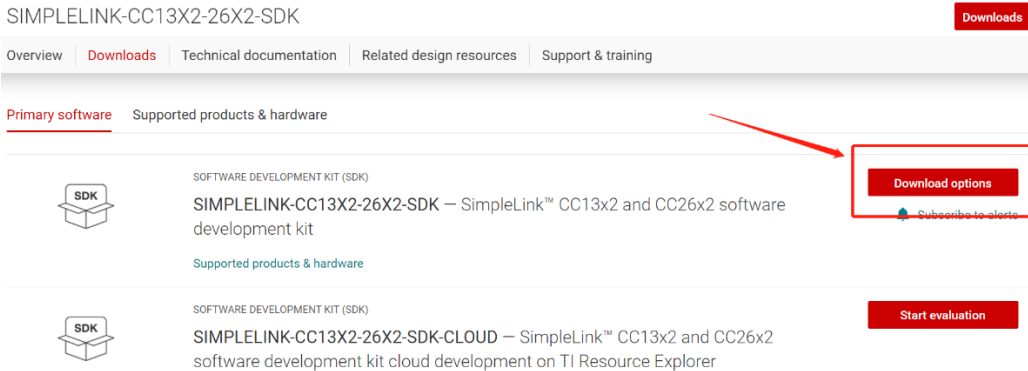 SIMPLELINK-CC13X2-26X2-SDK
Downloads
Overview Downloads Technical documentation Related design resources Support & training
Primary software Supported products & hardware
SDK
SOFTWARE DEVELOPMENT KIT (SDK)
SIMPLELINK-CC13X2-26X2-SDK — SimpleLink™ CC13x2 and CC26x2 software
development kit
Supported products & hardware
Download options
Subscribe to alerts
SDK
SOFTWARE DEVELOPMENT KIT (SDK)
SIMPLELINK-CC13X2-26X2-SDK-CLOUD — SimpleLink™ CC13x2 and CC26x2
software development kit cloud development on TI Resource Explorer
Start evaluation